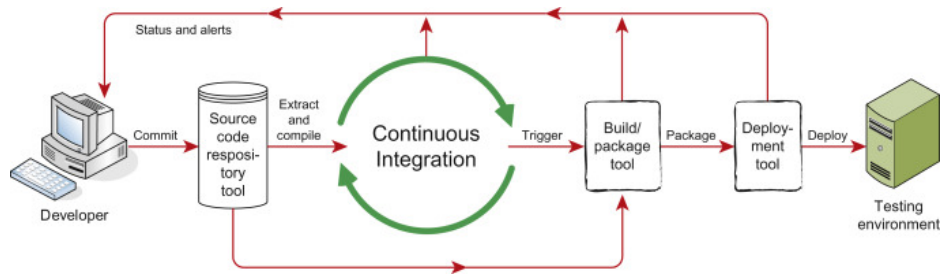 Status and alerts
Developer
Commit
Source
code
resposi-
tory
tool
Extract
and
compile
Continuous
Integration
Trigger
Build/
package
tool
Package
Deploy-
ment
tool
Deploy
Testing
environment